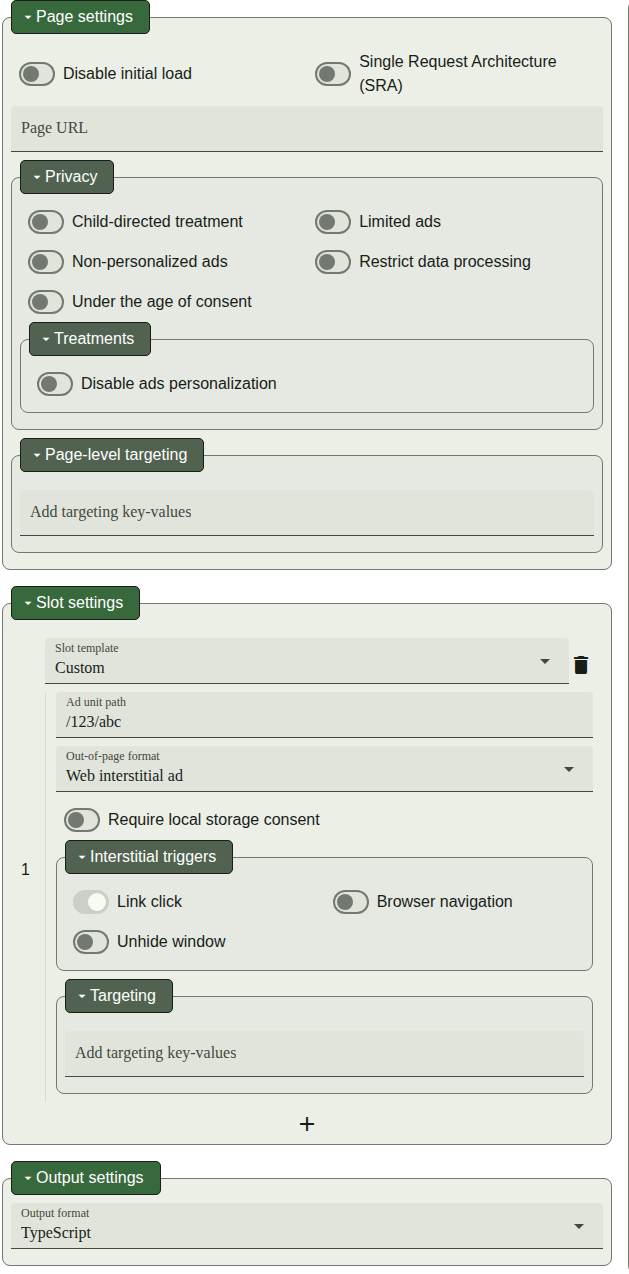 Page settings
Disable initial load
Single Request Architecture
(SRA)
Page URL
Privacy
Child-directed treatment
Limited ads
Non-personalized ads
Restrict data processing
Under the age of consent
Treatments
Disable ads personalization
Page-level targeting
Add targeting key-values
Slot settings
Slot template
Custom
Ad unit path
/123/abc
Out-of-page format
Web interstitial ad
Require local storage consent
Interstitial triggers
1
Link click
Browser navigation
Unhide window
Targeting
Add targeting key-values
+
Output settings
Output format
TypeScript